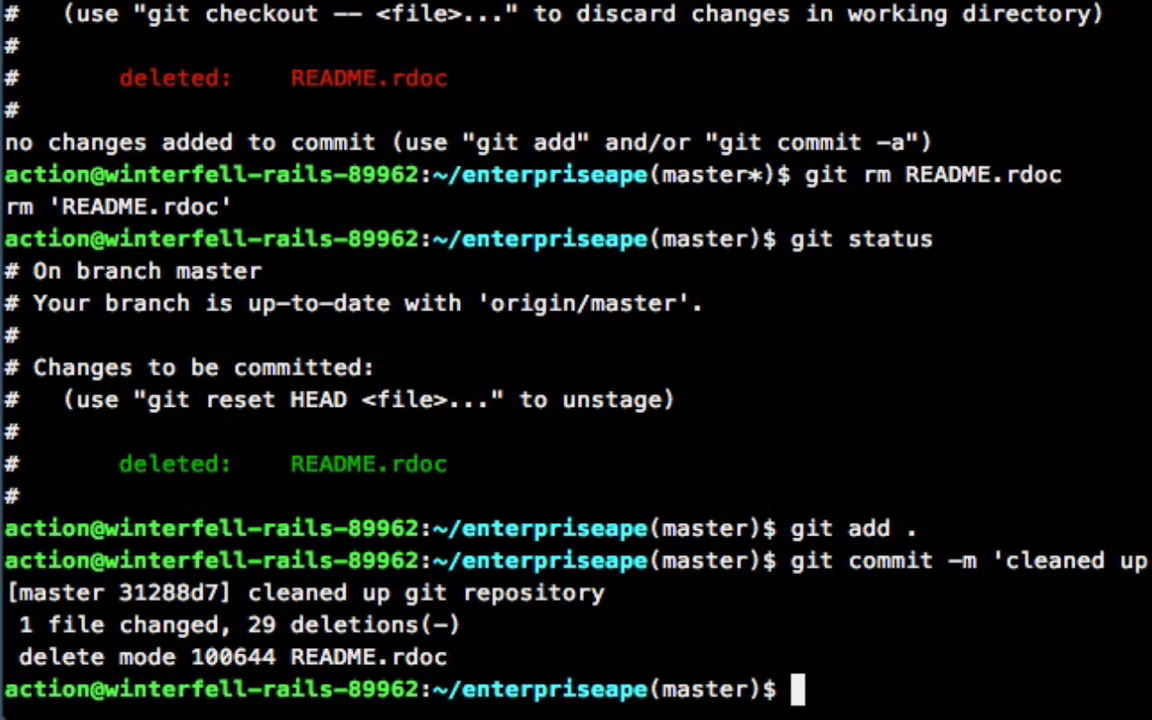 #   (use "git checkout -- <file>..." to discard changes in working directory)
#
#       deleted:    README.rdoc
#
no changes added to commit (use "git add" and/or "git commit -a")
action@winterfell-rails-89962:~/enterpriseape(master*)$ git rm README.rdoc
rm 'README.rdoc'
action@winterfell-rails-89962:~/enterpriseape(master)$ git status
# On branch master
# Your branch is up-to-date with 'origin/master'.
#
# Changes to be committed:
#   (use "git reset HEAD <file>..." to unstage)
#
#       deleted:    README.rdoc
#
action@winterfell-rails-89962:~/enterpriseape(master)$ git add .
action@winterfell-rails-89962:~/enterpriseape(master)$ git commit -m 'cleaned up
[master 31288d7] cleaned up git repository
 1 file changed, 29 deletions(-)
 delete mode 100644 README.rdoc
action@winterfell-rails-89962:~/enterpriseape(master)$